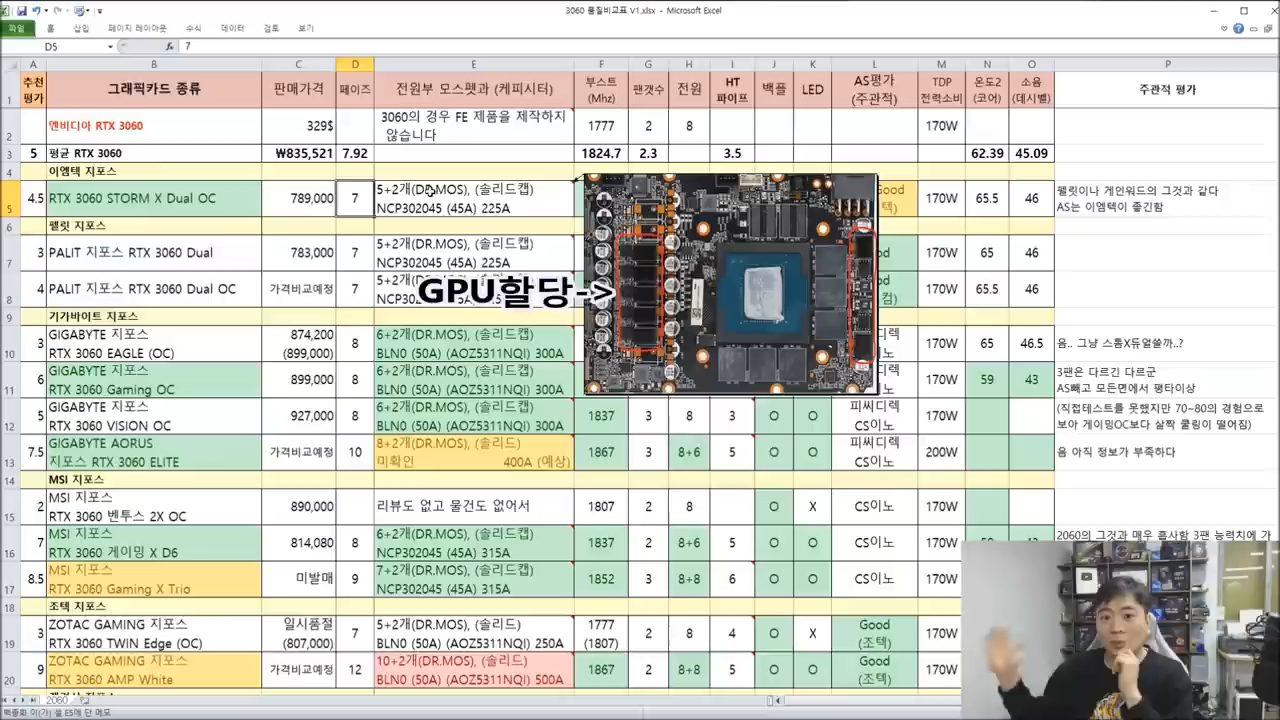 3060 품질비교표 V1.xlsx - Microsoft Excel
파일 홈 삽입 페이지 레이아웃 수식 데이터 검토 보기
D5 fx 7
A B C D E F G H I J K L M N O P
1 추천 평가 그래픽카드 종류 판매가격 페이즈 전원부 모스펫과 (케피시터) 부스트 (Mhz) 팬갯수 전원 HT 파이프 백플 LED AS평가 (주관적) TDP 전력소비 온도2 (코어) 소음 (데시벨) 주관적 평가
2 엔비디아 RTX 3060 329$ 3060의 경우 FE 제품을 제작하지 않습니다 1777 2 8 170W
3 5 평균 RTX 3060 ₩835,521 7.92 1824.7 2.3 3.5 62.39 45.09
4 이엠텍 지포스
5 4.5 RTX 3060 STORM X Dual OC 789,000 7 5+2개(DR.MOS), (솔리드캡) NCP302045 (45A) 225A Good 170W 65.5 46 펠릿이나 게인워드의 그것과 같다 AS는 이엠텍이 좋긴함
6 펠릿 지포스
7 3 PALIT 지포스 RTX 3060 Dual 783,000 7 5+2개(DR.MOS), (솔리드캡) NCP302045 (45A) 225A 170W 65 46
8 4 PALIT 지포스 RTX 3060 Dual OC 가격비교예정 7 170W 65.5 46
GPU할당->
9 기가바이트 지포스
10 3 GIGABYTE 지포스 RTX 3060 EAGLE (OC) 874,200 (899,000) 8 6+2개(DR.MOS), (솔리드캡) BLN0 (50A) (AOZ5311NQI) 300A 170W 65 46.5 음.. 그냥 스톰X듀얼쓸까..?
11 6 GIGABYTE 지포스 RTX 3060 Gaming OC 899,000 8 6+2개(DR.MOS), (솔리드캡) BLN0 (50A) (AOZ5311NQI) 300A 170W 59 43 3팬은 다르긴 다르군 AS빼고 모든면에서 평타이상
12 5 GIGABYTE 지포스 RTX 3060 VISION OC 927,000 8 6+2개(DR.MOS), (솔리드캡) BLN0 (50A) (AOZ5311NQI) 300A 1837 3 8 3 O O 피씨디렉 CS이노 170W (직접테스트를 못했지만 70~80의 경험으로 보아 게이밍OC보다 살짝 쿨링이 떨어짐)
13 7.5 GIGABYTE AORUS 지포스 RTX 3060 ELITE 가격비교예정 10 8+2개(DR.MOS), (솔리드) 미확인 400A (예상) 1867 3 8+6 5 O O 피씨디렉 CS이노 200W 음 아직 정보가 부족하다
14 MSI 지포스
15 2 MSI 지포스 RTX 3060 벤투스 2X OC 890,000 리뷰도 없고 물건도 없어서 1807 2 8 O X CS이노 170W
16 7 MSI 지포스 RTX 3060 게이밍 X D6 814,080 8 6+2개(DR.MOS), (솔리드캡) NCP302045 (45A) 315A 1837 2 8+6 5 O O CS이노 170W 2060의 그것과 매우 흡사함 3팬 능력치에 가
17 8.5 MSI 지포스 RTX 3060 Gaming X Trio 미발매 9 7+2개(DR.MOS), (솔리드캡) NCP302045 (45A) 315A 1852 3 8+8 6 O O CS이노 170W
18 조텍 지포스
19 3 ZOTAC GAMING 지포스 RTX 3060 TWIN Edge (OC) 일시품절 (807,000) 7 5+2개(DR.MOS), (솔리드캡) BLN0 (50A) (AOZ5311NQI) 250A 1777 (1807) 2 8 4 O X Good (조텍) 170W
20 9 ZOTAC GAMING 지포스 RTX 3060 AMP White 가격비교예정 12 10+2개(DR.MOS), (솔리드) BLN0 (50A) (AOZ5311NQI) 500A 1867 2 8+8 5 O O Good (조텍) 170W
2060